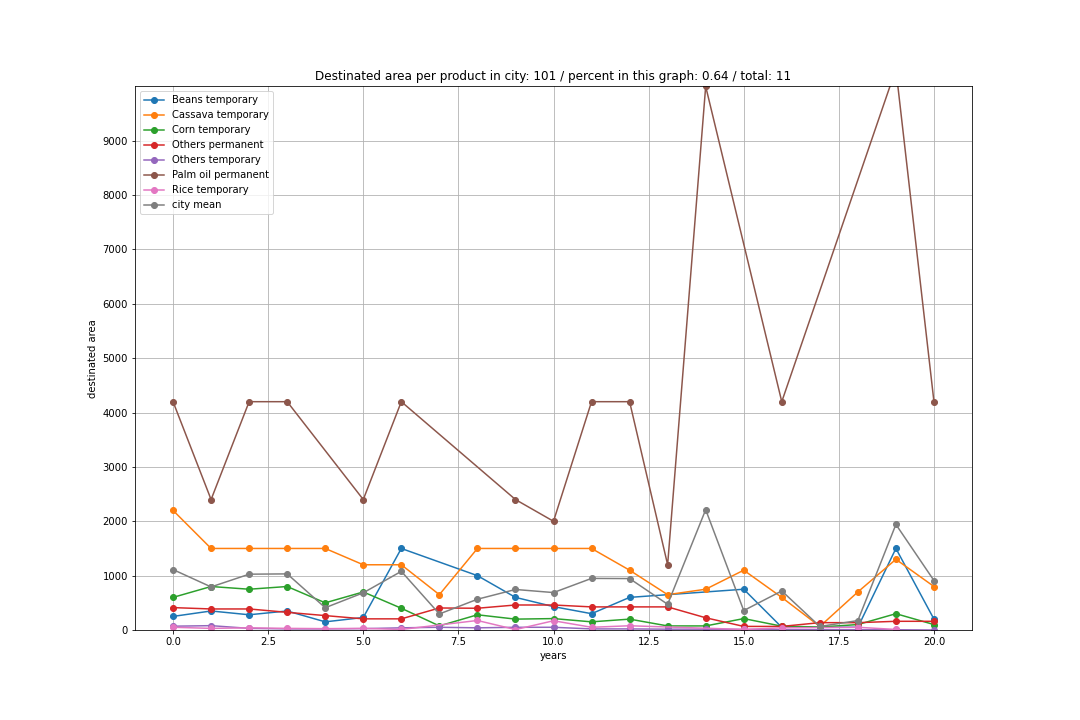 Destinated area per product in city: 101 / percent in this graph: 0.64 / total: 11
Beans temporary
Cassava temporary
Corn temporary
Others permanent
Others temporary
Palm oil permanent
Rice temporary
city mean
9000
8000
7000
6000
5000
4000
3000
2000
1000
0
destinated area
0.0 2.5 5.0 7.5 10.0 12.5 15.0 17.5 20.0
years